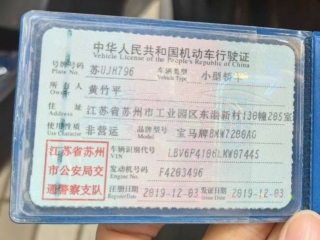 中华人民共和国机动车行驶证
Vehicle License of the People's Republic of China
号牌号码 苏UJH796 车辆类型 小型轿
Plate No. Vehicle Type
所有人 黄竹平
Owner
住址 江苏省苏州市工业园区东港新村130幢205室
Address
使用性质 非营运 品牌型号 宝马牌BMW7200AG
Use Character Model
江苏省苏州
市公安局交
通警察支队
车辆识别代号
VIN
发动机号码 F4203496
Engine No.
注册日期 2019-12-03 发证日期 2019-12-03
Register Date Issue Date